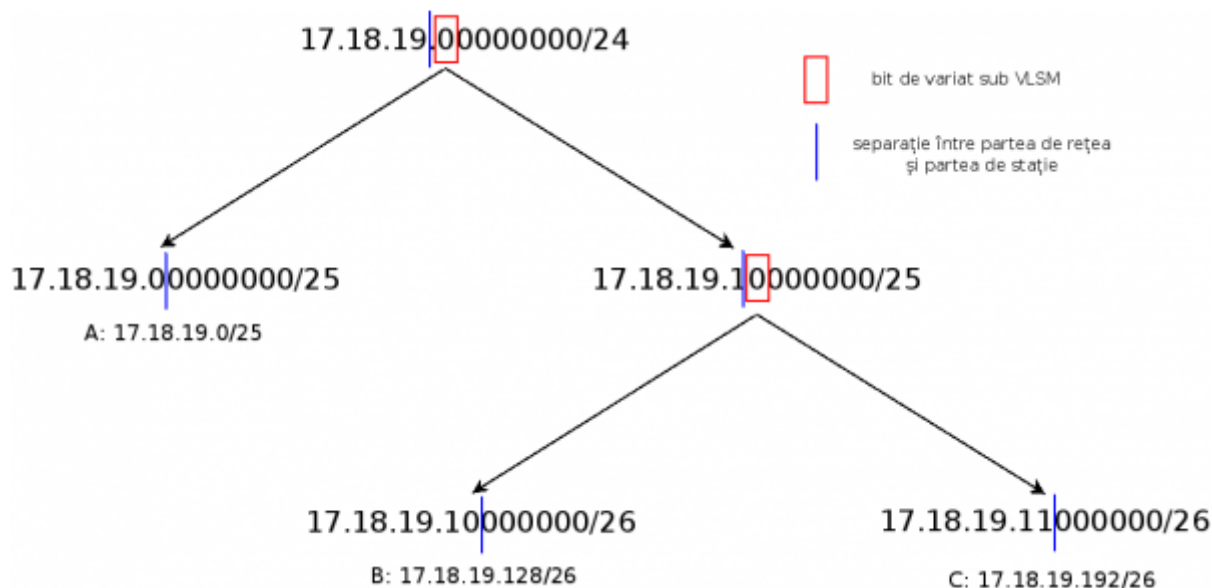 17.18.19.00000000/24
bit de variat sub VLSM
separație între partea de rețea
și partea de stație
17.18.19.00000000/25
A: 17.18.19.0/25
17.18.19.10000000/25
17.18.19.10000000/26
B: 17.18.19.128/26
17.18.19.11000000/26
C: 17.18.19.192/26